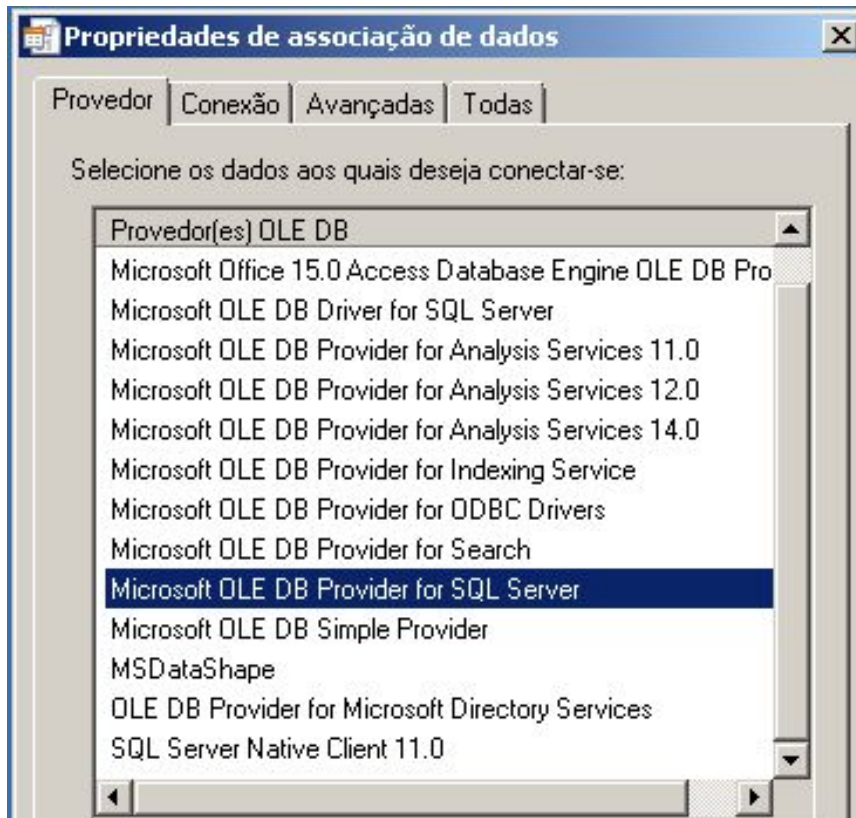 Propriedades de associação de dados
Provedor Conexão Avançadas Todas
Selecione os dados aos quais deseja conectar-se:
Provedor(es) OLE DB
Microsoft Office 15.0 Access Database Engine OLE DB Pro
Microsoft OLE DB Driver for SQL Server
Microsoft OLE DB Provider for Analysis Services 11.0
Microsoft OLE DB Provider for Analysis Services 12.0
Microsoft OLE DB Provider for Analysis Services 14.0
Microsoft OLE DB Provider for Indexing Service
Microsoft OLE DB Provider for ODBC Drivers
Microsoft OLE DB Provider for Search
Microsoft OLE DB Provider for SQL Server
Microsoft OLE DB Simple Provider
MSDataShape
OLE DB Provider for Microsoft Directory Services
SQL Server Native Client 11.0